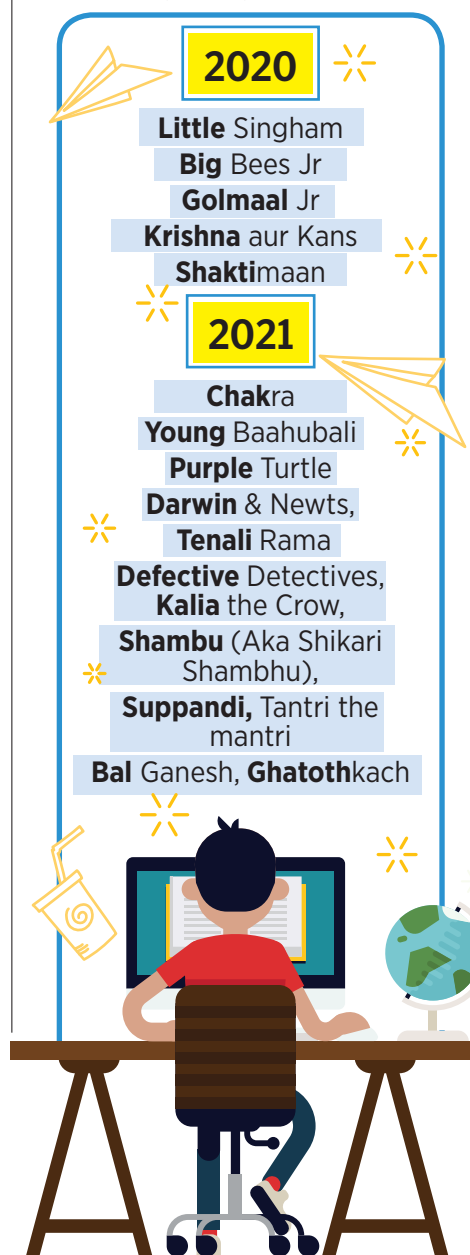 2020
Little Singham
Big Bees Jr
Golmaal Jr
Krishna aur Kans
Shaktimaan
2021
Chakra
Young Baahubali
Purple Turtle
Darwin & Newts,
Tenali Rama
Defective Detectives,
Kalia the Crow,
Shambu (Aka Shikari
Shambhu),
Suppandi, Tantri the
mantri
Bal Ganesh, Ghatothkach